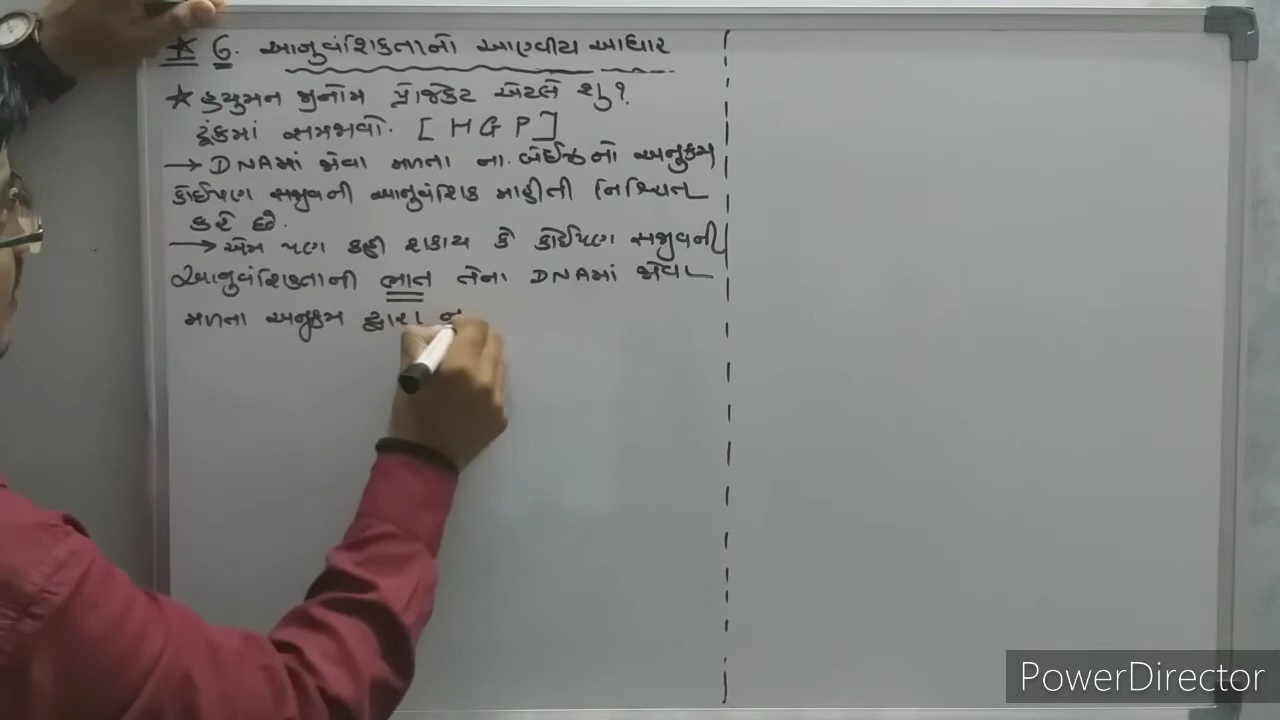 ★ 6. આનુવંશિકતાનો આણ્વીય આધાર
★ હ્યુમન જીનોમ પ્રોજેક્ટ એટલે શું?
ટૂંકમાં સમજાવો. [HGP]
→ DNAમાં જોવા મળતા ના. બેઈઝનો અનુક્રમ
કોઈપણ સજીવની આનુવંશિક માહીતી નિશ્ચિત
કરે છે.
→ એમ પણ કહી શકાય કે કોઈપણ સજીવની
આનુવંશિકતાની ભાત તેના DNAમાં જોવા
મળતા અનુક્રમ દ્વારા ન
PowerDirector